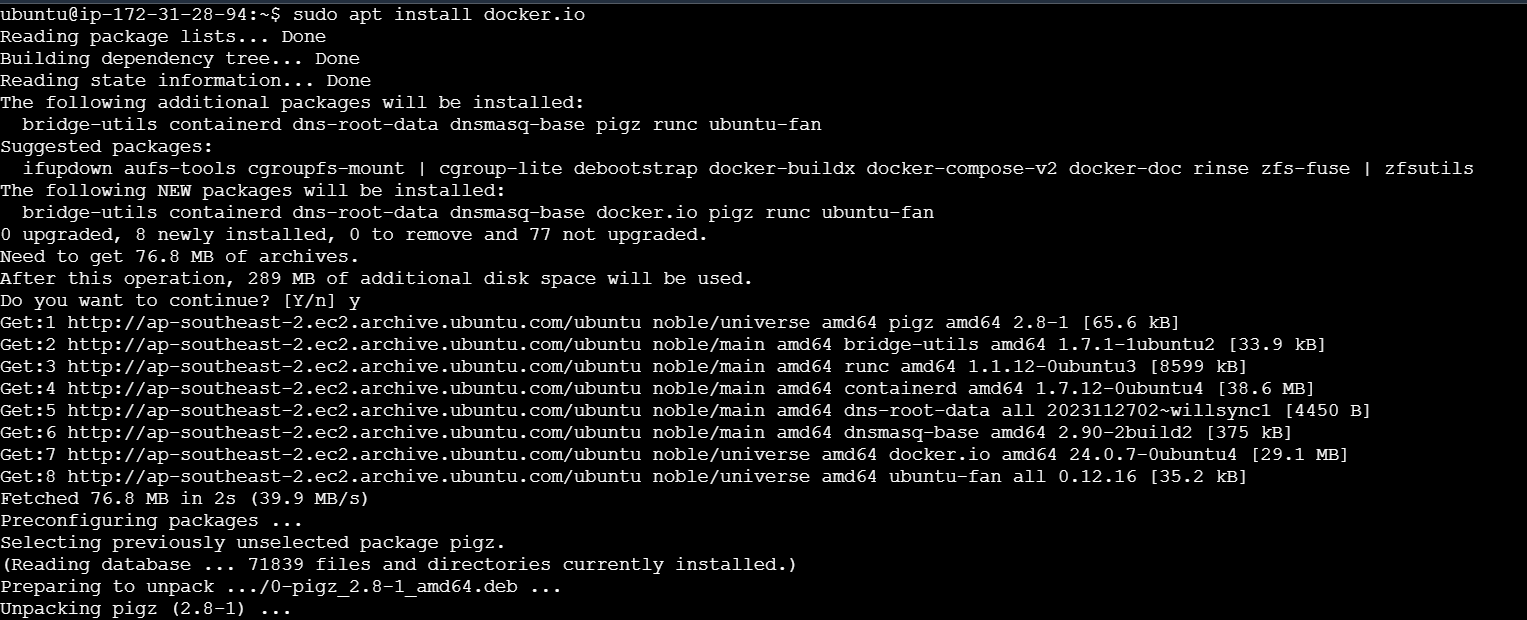 ubuntu@ip-172-31-28-94:~$ sudo apt install docker.io
Reading package lists... Done
Building dependency tree... Done
Reading state information... Done
The following additional packages will be installed:
  bridge-utils containerd dns-root-data dnsmasq-base pigz runc ubuntu-fan
Suggested packages:
  ifupdown aufs-tools cgroupfs-mount | cgroup-lite debootstrap docker-buildx docker-compose-v2 docker-doc rinse zfs-fuse | zfsutils
The following NEW packages will be installed:
  bridge-utils containerd dns-root-data dnsmasq-base docker.io pigz runc ubuntu-fan
0 upgraded, 8 newly installed, 0 to remove and 77 not upgraded.
Need to get 76.8 MB of archives.
After this operation, 289 MB of additional disk space will be used.
Do you want to continue? [Y/n] y
Get:1 http://ap-southeast-2.ec2.archive.ubuntu.com/ubuntu noble/universe amd64 pigz amd64 2.8-1 [65.6 kB]
Get:2 http://ap-southeast-2.ec2.archive.ubuntu.com/ubuntu noble/main amd64 bridge-utils amd64 1.7.1-1ubuntu2 [33.9 kB]
Get:3 http://ap-southeast-2.ec2.archive.ubuntu.com/ubuntu noble/main amd64 runc amd64 1.1.12-0ubuntu3 [8599 kB]
Get:4 http://ap-southeast-2.ec2.archive.ubuntu.com/ubuntu noble/main amd64 containerd amd64 1.7.12-0ubuntu4 [38.6 MB]
Get:5 http://ap-southeast-2.ec2.archive.ubuntu.com/ubuntu noble/main amd64 dns-root-data all 2023112702~willsync1 [4450 B]
Get:6 http://ap-southeast-2.ec2.archive.ubuntu.com/ubuntu noble/main amd64 dnsmasq-base amd64 2.90-2build2 [375 kB]
Get:7 http://ap-southeast-2.ec2.archive.ubuntu.com/ubuntu noble/universe amd64 docker.io amd64 24.0.7-0ubuntu4 [29.1 MB]
Get:8 http://ap-southeast-2.ec2.archive.ubuntu.com/ubuntu noble/universe amd64 ubuntu-fan all 0.12.16 [35.2 kB]
Fetched 76.8 MB in 2s (39.9 MB/s)
Preconfiguring packages ...
Selecting previously unselected package pigz.
(Reading database ... 71839 files and directories currently installed.)
Preparing to unpack .../0-pigz_2.8-1_amd64.deb ...
Unpacking pigz (2.8-1) ...